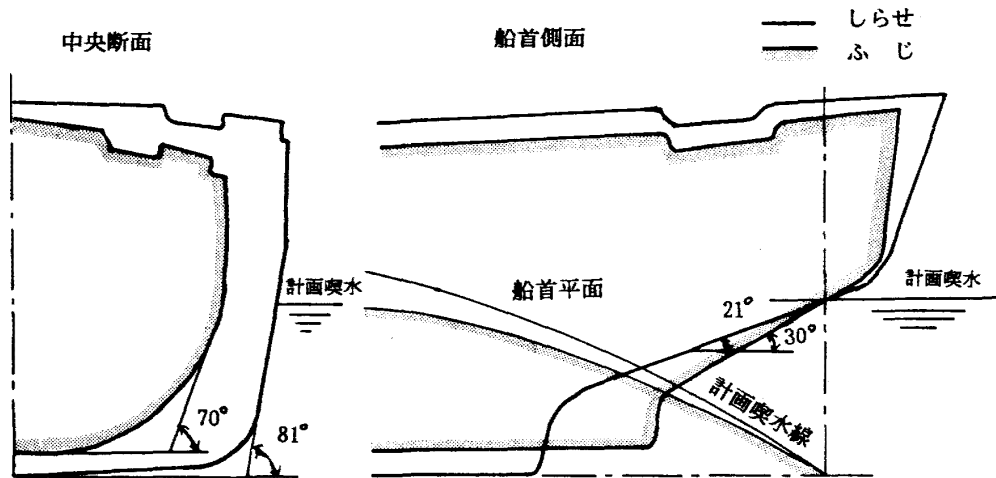 中央断面
船首側面
しらせ
ふじ
計画喫水
船首平面
計画喫水
21°
30°
計画喫水線
70°
81°